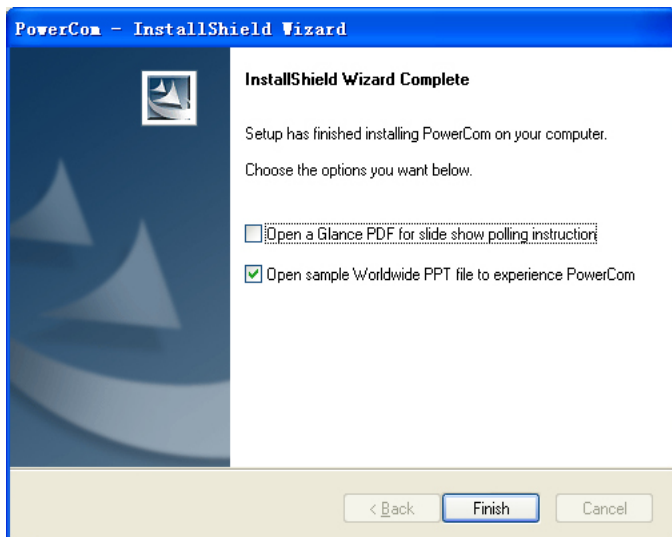 PowerCom - InstallShield Wizard
InstallShield Wizard Complete
Setup has finished installing PowerCom on your computer.
Choose the options you want below.
Open a Glance PDF for slide show polling instruction
Open sample Worldwide PPT file to experience PowerCom
< Back
Finish
Cancel